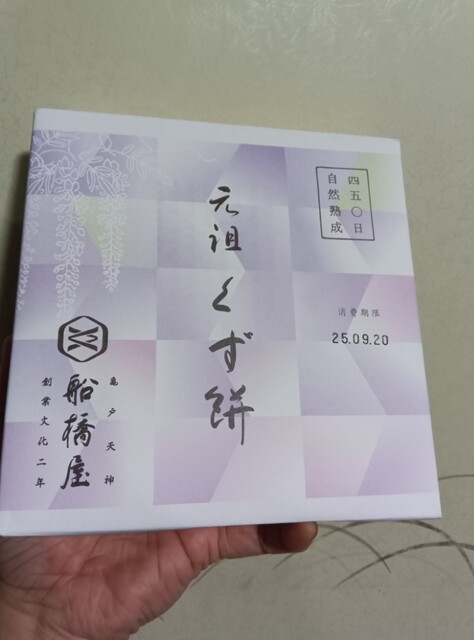 四五〇日
自然熟成
元祖くず餅
消費期限
25.09.20
亀戸天神
船橋屋
創業文化二年